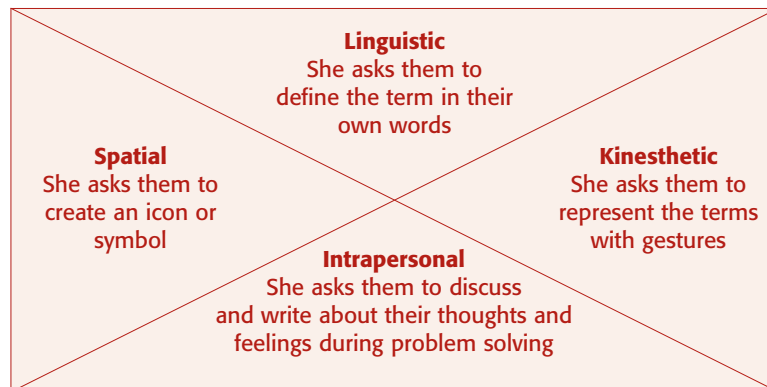 Linguistic
She asks them to
define the term in their
own words
Spatial
She asks them to
create an icon or
symbol
Kinesthetic
She asks them to
represent the terms
with gestures
Intrapersonal
She asks them to discuss
and write about their thoughts and
feelings during problem solving